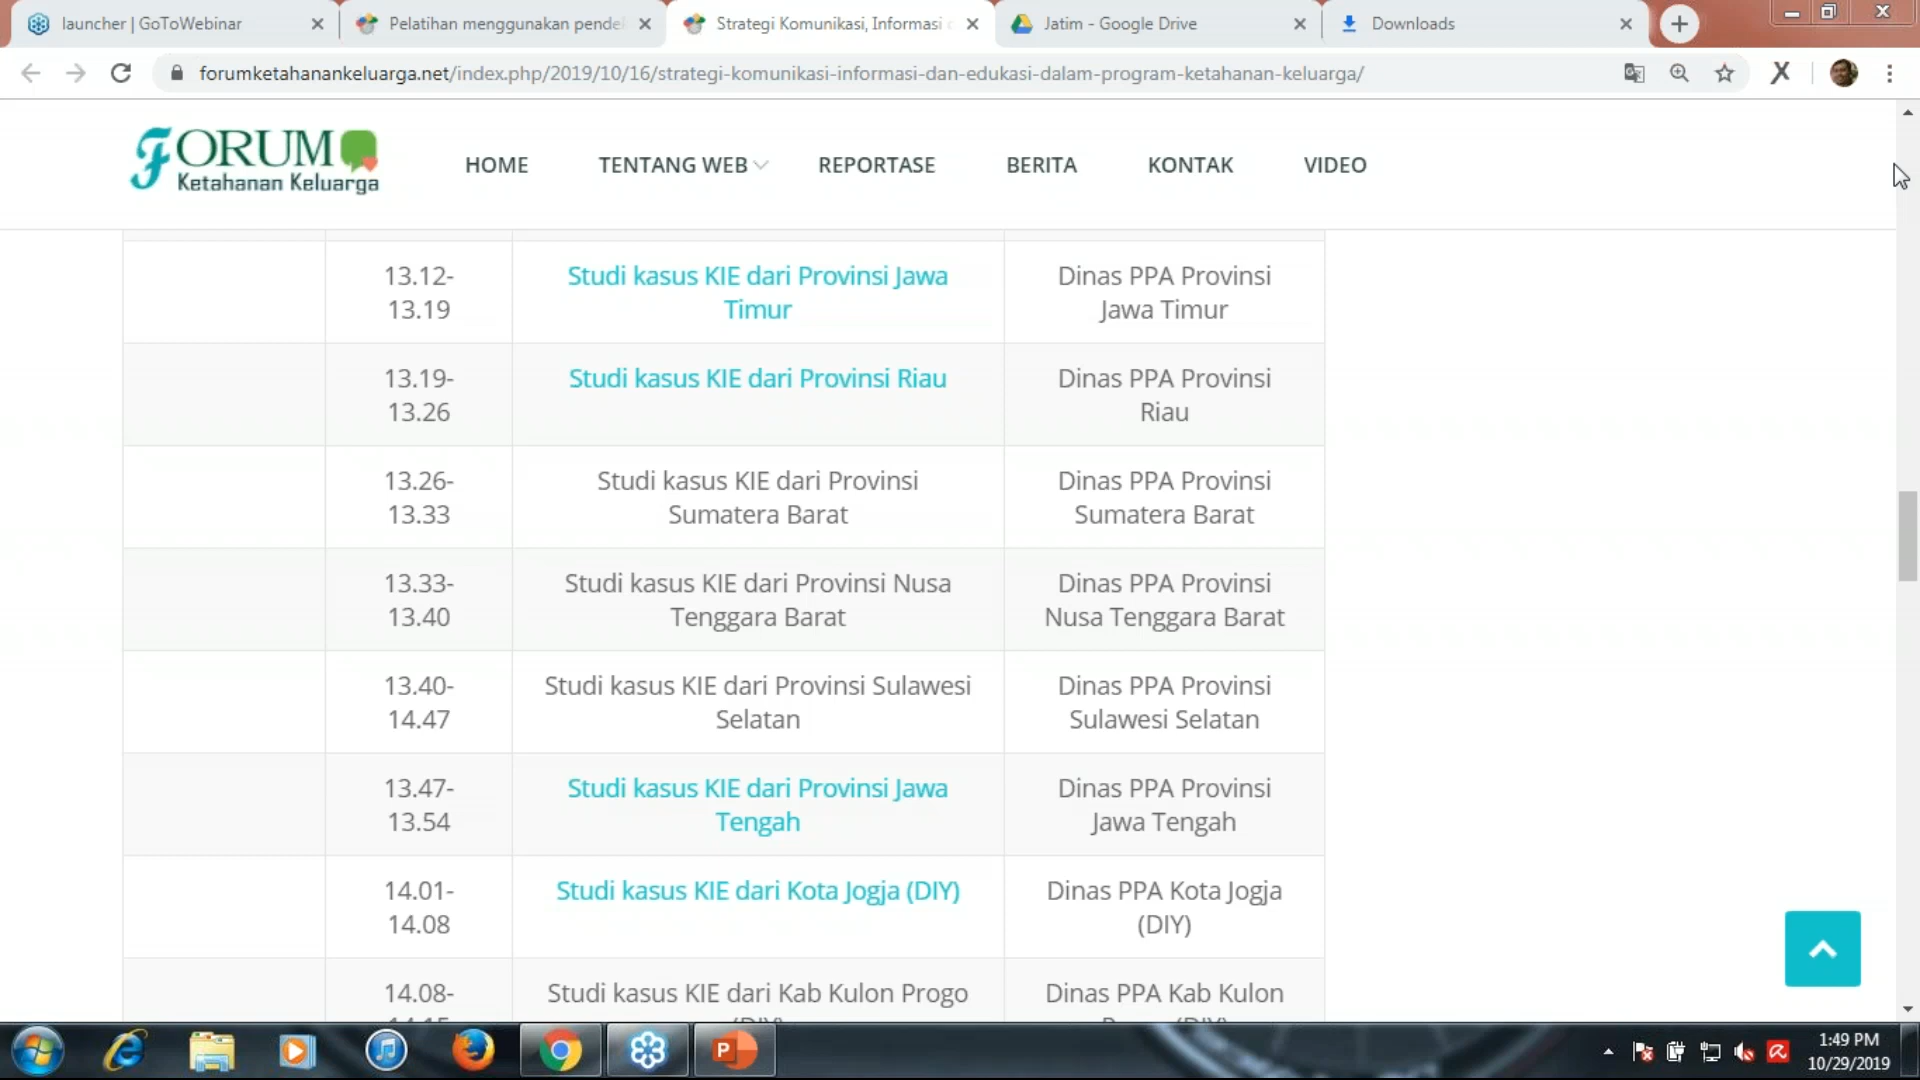 launcher | GoToWebinar
Pelatihan menggunakan pende
Strategi Komunikasi, Informasi d
Jatim - Google Drive
Downloads
forumketahanankeluarga.net/index.php/2019/10/16/strategi-komunikasi-informasi-dan-edukasi-dalam-program-ketahanan-keluarga/
FORUM
Ketahanan Keluarga
HOME
TENTANG WEB
REPORTASE
BERITA
KONTAK
VIDEO
13.12-
13.19
Studi kasus KIE dari Provinsi Jawa
Timur
Dinas PPA Provinsi
Jawa Timur
13.19-
13.26
Studi kasus KIE dari Provinsi Riau
Dinas PPA Provinsi
Riau
13.26-
13.33
Studi kasus KIE dari Provinsi
Sumatera Barat
Dinas PPA Provinsi
Sumatera Barat
13.33-
13.40
Studi kasus KIE dari Provinsi Nusa
Tenggara Barat
Dinas PPA Provinsi
Nusa Tenggara Barat
13.40-
14.47
Studi kasus KIE dari Provinsi Sulawesi
Selatan
Dinas PPA Provinsi
Sulawesi Selatan
13.47-
13.54
Studi kasus KIE dari Provinsi Jawa
Tengah
Dinas PPA Provinsi
Jawa Tengah
14.01-
14.08
Studi kasus KIE dari Kota Jogja (DIY)
Dinas PPA Kota Jogja
(DIY)
14.08-
14.15
Studi kasus KIE dari Kab Kulon Progo
(DIY)
Dinas PPA Kab Kulon
Progo (DIY)
1:49 PM
10/29/2019